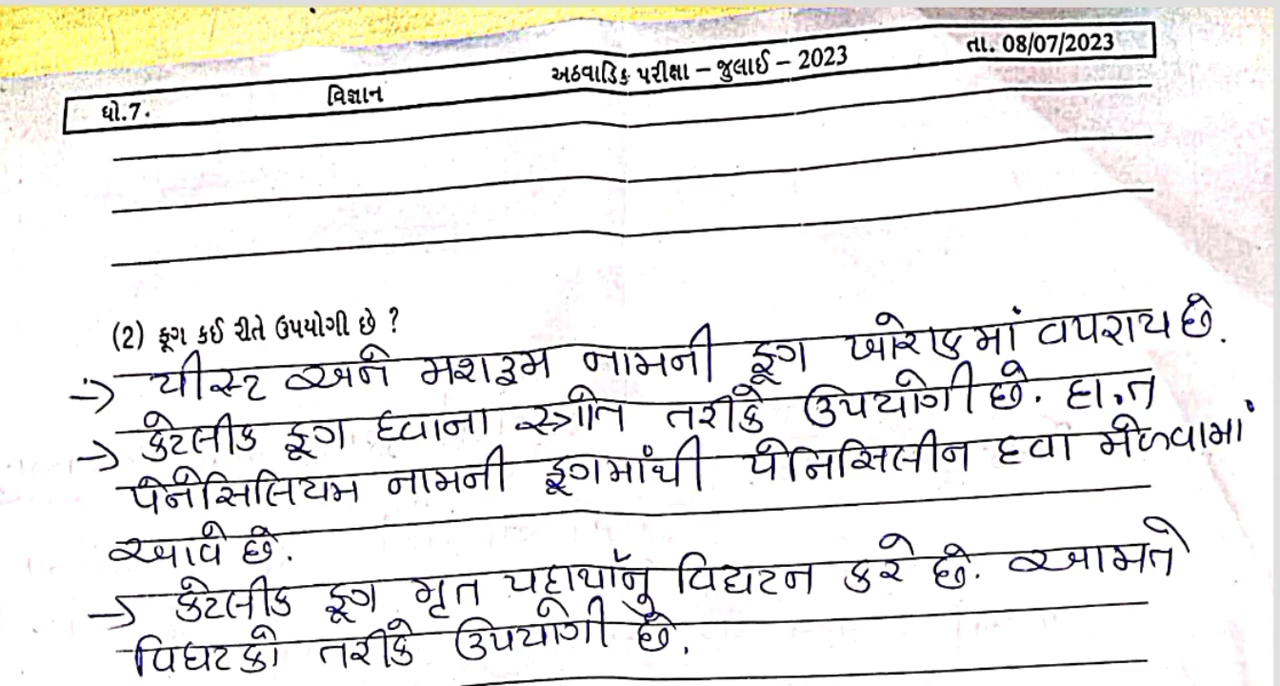 ધો.7. વિજ્ઞાન અઠવાડિક પરીક્ષા – જુલાઈ – 2023 તા. 08/07/2023
(2) ફૂગ કઈ રીતે ઉપયોગી છે ?
→ યીસ્ટ અને મશરૂમ નામની ફૂગ ખોરાકમાં વપરાય છે.
→ કેટલીક ફૂગ દવાના સ્ત્રોત તરીકે ઉપયોગી છે. દા.ત
પેનેસિલિયમ નામની ફૂગમાંથી પેનિસિલીન દવા મેળવામાં
આવે છે.
→ કેટલીક ફૂગ મૃત પદાર્થોનુ વિઘટન કરે છે. આમતે
વિઘટકો તરીકે ઉપયોગી છે.